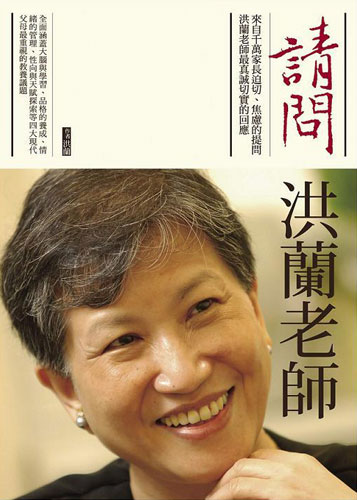 請問
洪蘭老師
來自千萬家長迫切、焦慮的提問
洪蘭老師最真誠切實的回應
作者 洪蘭
全面涵蓋大腦與學習、品格的養成、情
緒的管理、性向與天賦探索等四大現代
父母最重視的教養議題